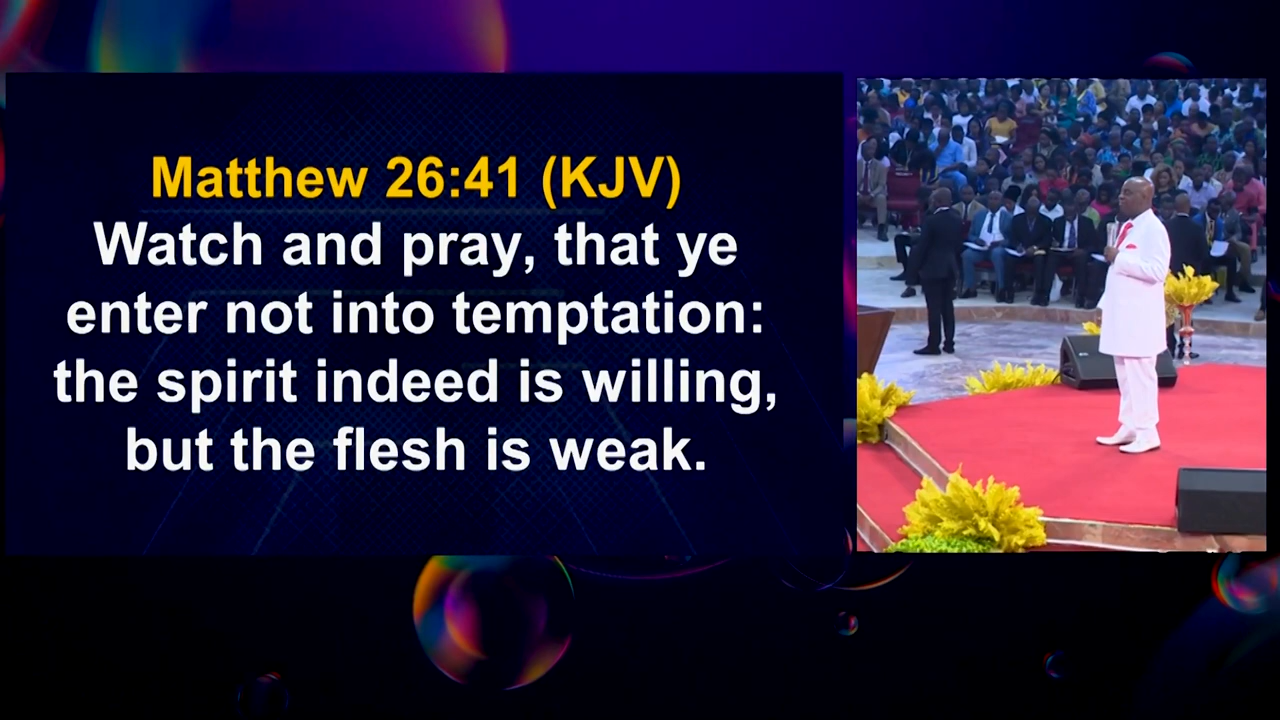 Matthew 26:41 (KJV)
Watch and pray, that ye
enter not into temptation:
the spirit indeed is willing,
but the flesh is weak.